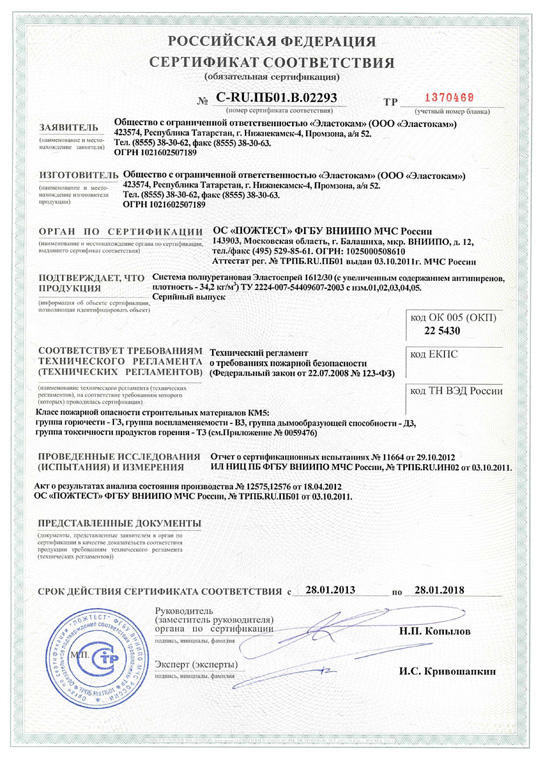 РОССИЙСКАЯ ФЕДЕРАЦИЯ
СЕРТИФИКАТ СООТВЕТСТВИЯ
(обязательная сертификация)
№ С-RU.ПБ01.В.02293 ТР 1370469
(номер сертификата соответствия) (учетный номер бланка)
ЗАЯВИТЕЛЬ
(наименование и место-
нахождение заявителя)
Общество с ограниченной ответственностью «Эластокам» (ООО «Эластокам»)
423574, Республика Татарстан, г. Нижнекамск-4, Промзона, а/я 52.
Тел. (8555) 38-30-62, факс (8555) 38-30-63.
ОГРН 1021602507189
ИЗГОТОВИТЕЛЬ
(наименование и место-
нахождение изготовителя
продукции)
Общество с ограниченной ответственностью «Эластокам» (ООО «Эластокам»)
423574, Республика Татарстан, г. Нижнекамск-4, Промзона, а/я 52.
Тел. (8555) 38-30-62, факс (8555) 38-30-63.
ОГРН 1021602507189
ОРГАН ПО СЕРТИФИКАЦИИ
(наименование и местонахождение органа по сертификации,
выдавшего сертификат соответствия)
ОС «ПОЖТЕСТ» ФГБУ ВНИИПО МЧС России
143903, Московская область, г. Балашиха, мкр. ВНИИПО, д. 12,
тел./факс (495) 529-85-61. ОГРН: 1025000508610
Аттестат рег. № ТРПБ.RU.ПБ01 выдан 03.10.2011г. МЧС России
ПОДТВЕРЖДАЕТ, ЧТО
ПРОДУКЦИЯ
(информация об объекте сертификации,
позволяющая идентифицировать объект)
Система полиуретановая Эластоспрей 1612/30 (с увеличенным содержанием антипиренов,
плотность - 34,2 кг/м³) ТУ 2224-007-54409607-2003 с изм.01,02,03,04,05.
Серийный выпуск
код ОК 005 (ОКП)
22 5430
код ЕКПС
код ТН ВЭД России
СООТВЕТСТВУЕТ ТРЕБОВАНИЯМ
ТЕХНИЧЕСКОГО РЕГЛАМЕНТА
(ТЕХНИЧЕСКИХ РЕГЛАМЕНТОВ)
(наименование технического регламента (технических
регламентов), на соответствие требованиям которого
(которых) проводилась сертификация)
Технический регламент
о требованиях пожарной безопасности
(Федеральный закон от 22.07.2008 № 123-ФЗ)
Класс пожарной опасности строительных материалов КМ5:
группа горючести - Г3, группа воспламеняемости - В3, группа дымообразующей способности - Д3,
группа токсичности продуктов горения - Т3 (см.Приложение № 0059476)
ПРОВЕДЕННЫЕ ИССЛЕДОВАНИЯ
(ИСПЫТАНИЯ) И ИЗМЕРЕНИЯ
Отчет о сертификационных испытаниях № 11664 от 29.10.2012
ИЛ НИЦ ПБ ФГБУ ВНИИПО МЧС России, № ТРПБ.RU.ИН02 от 03.10.2011.
Акт о результатах анализа состояния производства № 12575,12576 от 18.04.2012
ОС «ПОЖТЕСТ» ФГБУ ВНИИПО МЧС России, № ТРПБ.RU.ПБ01 от 03.10.2011.
ПРЕДСТАВЛЕННЫЕ ДОКУМЕНТЫ
(документы, представленные заявителем в орган по
сертификации в качестве доказательств соответствия
продукции требованиям технического регламента
(технических регламентов))
СРОК ДЕЙСТВИЯ СЕРТИФИКАТА СООТВЕТСТВИЯ с 28.01.2013 по 28.01.2018
М.П.
Руководитель
(заместитель руководителя)
органа по сертификации
подпись, инициалы, фамилия
Н.П. Копылов
Эксперт (эксперты)
подпись, инициалы, фамилия
И.С. Кривошапкин